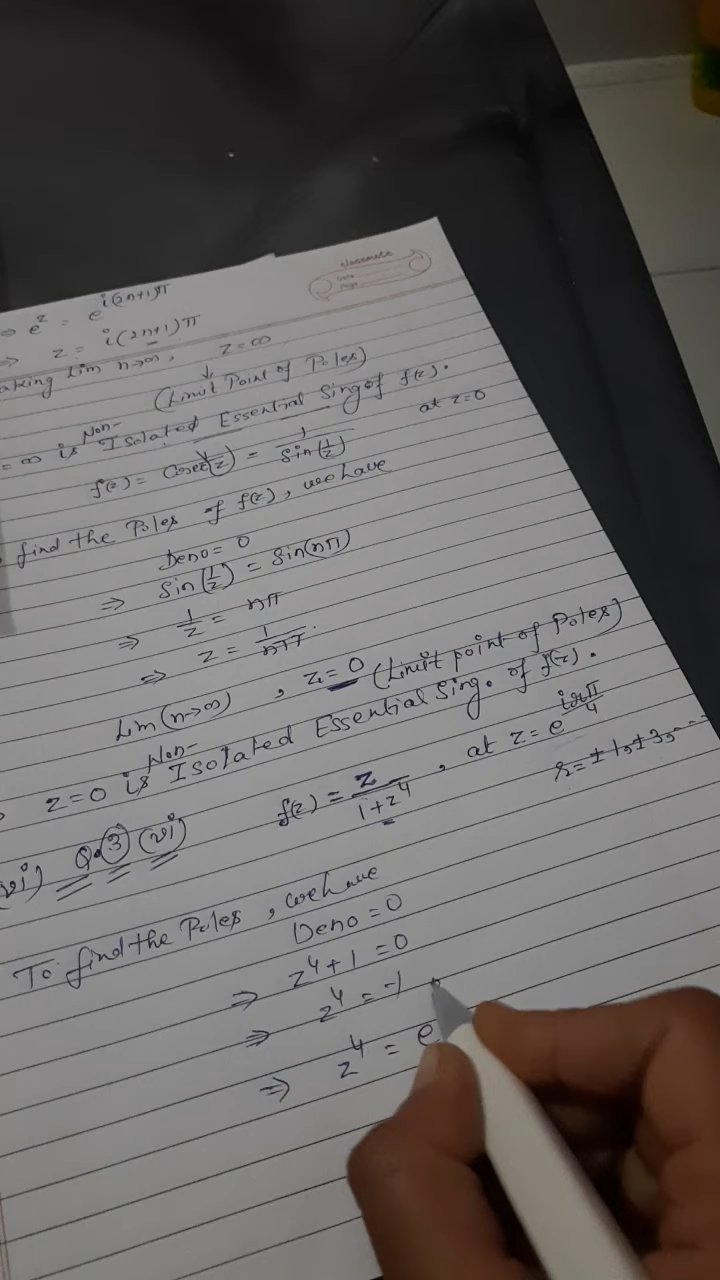 classmate
Date
Page
⇒ e^z = e^{i(2n+1)π}
⇒ z = i(2n+1)π
aking Lim n→∞, z=∞
↓
(Limit Point of Poles)
=∞ is Non-Isolated Essential Sing of f(z).
f(z) = Cosec(1/z) = 1/Sin(1/z) at z=0
find the Poles of f(z), we have
Deno = 0
⇒ Sin(1/z) = Sin(nπ)
⇒ 1/z = nπ
⇒ z = 1/nπ.
Lim(n→∞), z=0 (Limit point of Poles)
z=0 is Non-Isolated Essential Sing. of f(z).
vi) Q.3 (vi) f(z) = z/(1+z^4), at z = e^{irπ/4}
r=±1,±3,---
To find the Poles, we have
Deno = 0
⇒ z^4+1 = 0
⇒ z^4 = -1
⇒ z^4 = e